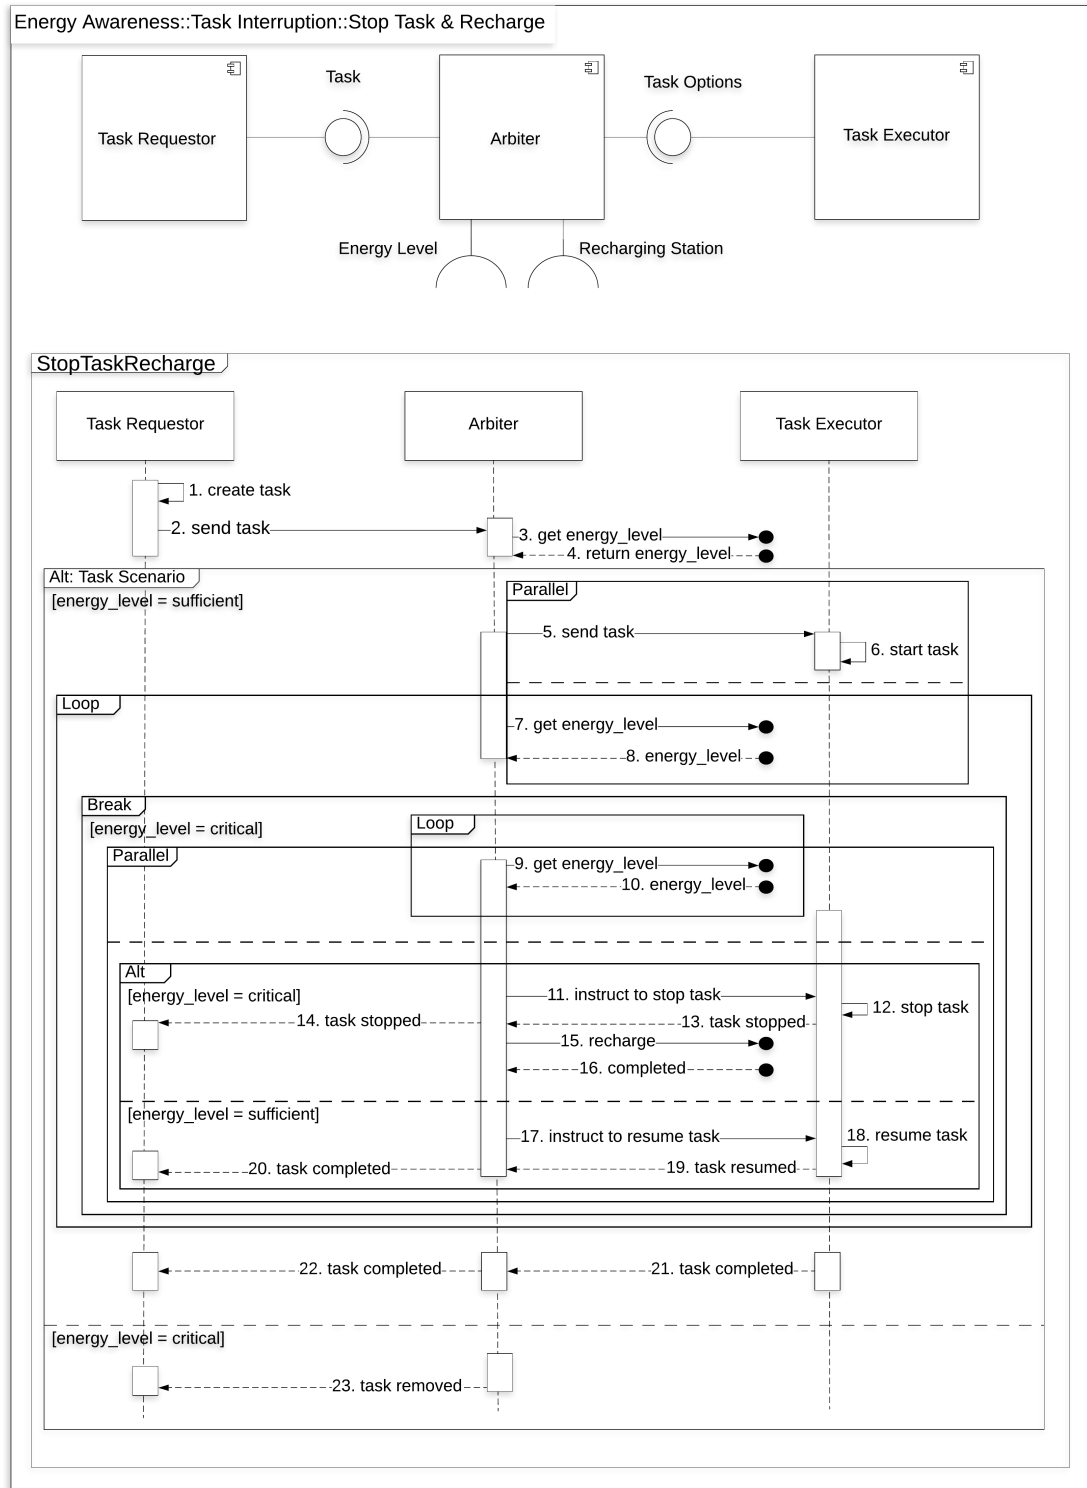 Energy Awareness::Task Interruption::Stop Task & Recharge
Task
Task Options
Task Requestor
Arbiter
Task Executor
Energy Level
Recharging Station
StopTaskRecharge
Task Requestor
Arbiter
Task Executor
1. create task
2. send task
3. get energy_level
4. return energy_level
Alt: Task Scenario
[energy_level = sufficient]
Parallel
5. send task
6. start task
Loop
7. get energy_level
8. energy_level
Break
[energy_level = critical]
Loop
Parallel
9. get energy_level
10. energy_level
Alt
[energy_level = critical]
11. instruct to stop task
12. stop task
13. task stopped
14. task stopped
15. recharge
16. completed
[energy_level = sufficient]
17. instruct to resume task
18. resume task
19. task resumed
20. task completed
21. task completed
22. task completed
[energy_level = critical]
23. task removed